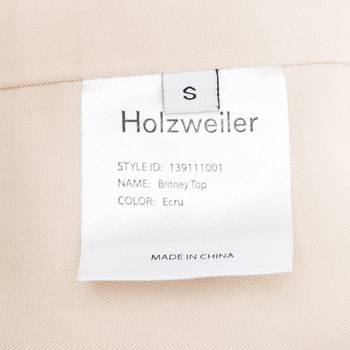 S
Holzweiler
STYLE ID: 139111001
NAME: Britney Top
COLOR: Ecru
MADE IN CHINA